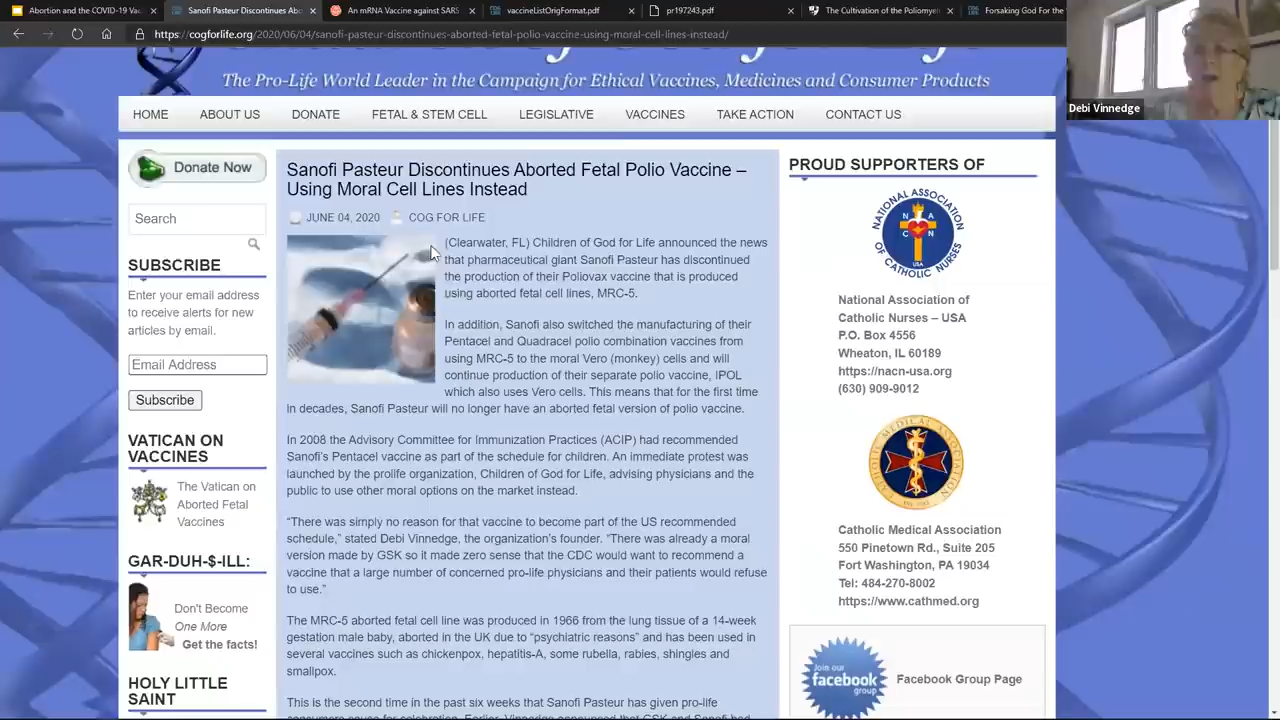 Abortion and the COVID-19 Vac
Sanofi Pasteur Discontinues Abo
An mRNA Vaccine against SARS
vaccineListOrigFormat.pdf
pr197243.pdf
The Cultivation of the Poliomye
Forsaking God For the
https://cogforlife.org/2020/06/04/sanofi-pasteur-discontinues-aborted-fetal-polio-vaccine-using-moral-cell-lines-instead/
Debi Vinnedge
The Pro-Life World Leader in the Campaign for Ethical Vaccines, Medicines and Consumer Products
HOME ABOUT US DONATE FETAL & STEM CELL LEGISLATIVE VACCINES TAKE ACTION CONTACT US
Donate Now
Search
SUBSCRIBE
Enter your email address
to receive alerts for new
articles by email.
Email Address
Subscribe
VATICAN ON
VACCINES
The Vatican on
Aborted Fetal
Vaccines
GAR-DUH-$-ILL:
Don't Become
One More
Get the facts!
HOLY LITTLE
SAINT
Sanofi Pasteur Discontinues Aborted Fetal Polio Vaccine –
Using Moral Cell Lines Instead
JUNE 04, 2020 COG FOR LIFE
(Clearwater, FL) Children of God for Life announced the news
that pharmaceutical giant Sanofi Pasteur has discontinued
the production of their Poliovax vaccine that is produced
using aborted fetal cell lines, MRC-5.
In addition, Sanofi also switched the manufacturing of their
Pentacel and Quadracel polio combination vaccines from
using MRC-5 to the moral Vero (monkey) cells and will
continue production of their separate polio vaccine, IPOL
which also uses Vero cells. This means that for the first time
in decades, Sanofi Pasteur will no longer have an aborted fetal version of polio vaccine.
In 2008 the Advisory Committee for Immunization Practices (ACIP) had recommended
Sanofi's Pentacel vaccine as part of the schedule for children. An immediate protest was
launched by the prolife organization, Children of God for Life, advising physicians and the
public to use other moral options on the market instead.
“There was simply no reason for that vaccine to become part of the US recommended
schedule,” stated Debi Vinnedge, the organization's founder. “There was already a moral
version made by GSK so it made zero sense that the CDC would want to recommend a
vaccine that a large number of concerned pro-life physicians and their patients would refuse
to use.”
The MRC-5 aborted fetal cell line was produced in 1966 from the lung tissue of a 14-week
gestation male baby, aborted in the UK due to “psychiatric reasons” and has been used in
several vaccines such as chickenpox, hepatitis-A, some rubella, rabies, shingles and
smallpox.
This is the second time in the past six weeks that Sanofi Pasteur has given pro-life
PROUD SUPPORTERS OF
NATIONAL ASSOCIATION
N A
C N
USA
OF CATHOLIC NURSES
National Association of
Catholic Nurses – USA
P.O. Box 4556
Wheaton, IL 60189
https://nacn-usa.org
(630) 909-9012
CATHOLIC MEDICAL ASSOCIATION
Catholic Medical Association
550 Pinetown Rd., Suite 205
Fort Washington, PA 19034
Tel: 484-270-8002
https://www.cathmed.org
Join our
facebook
group
Facebook Group Page